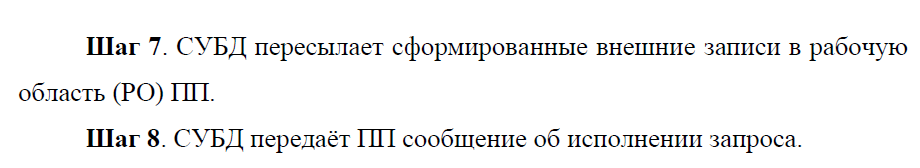 Шаг 7. СУБД пересылает сформированные внешние записи в рабочую
область (РО) ПП.
Шаг 8. СУБД передаёт ПП сообщение об исполнении запроса.